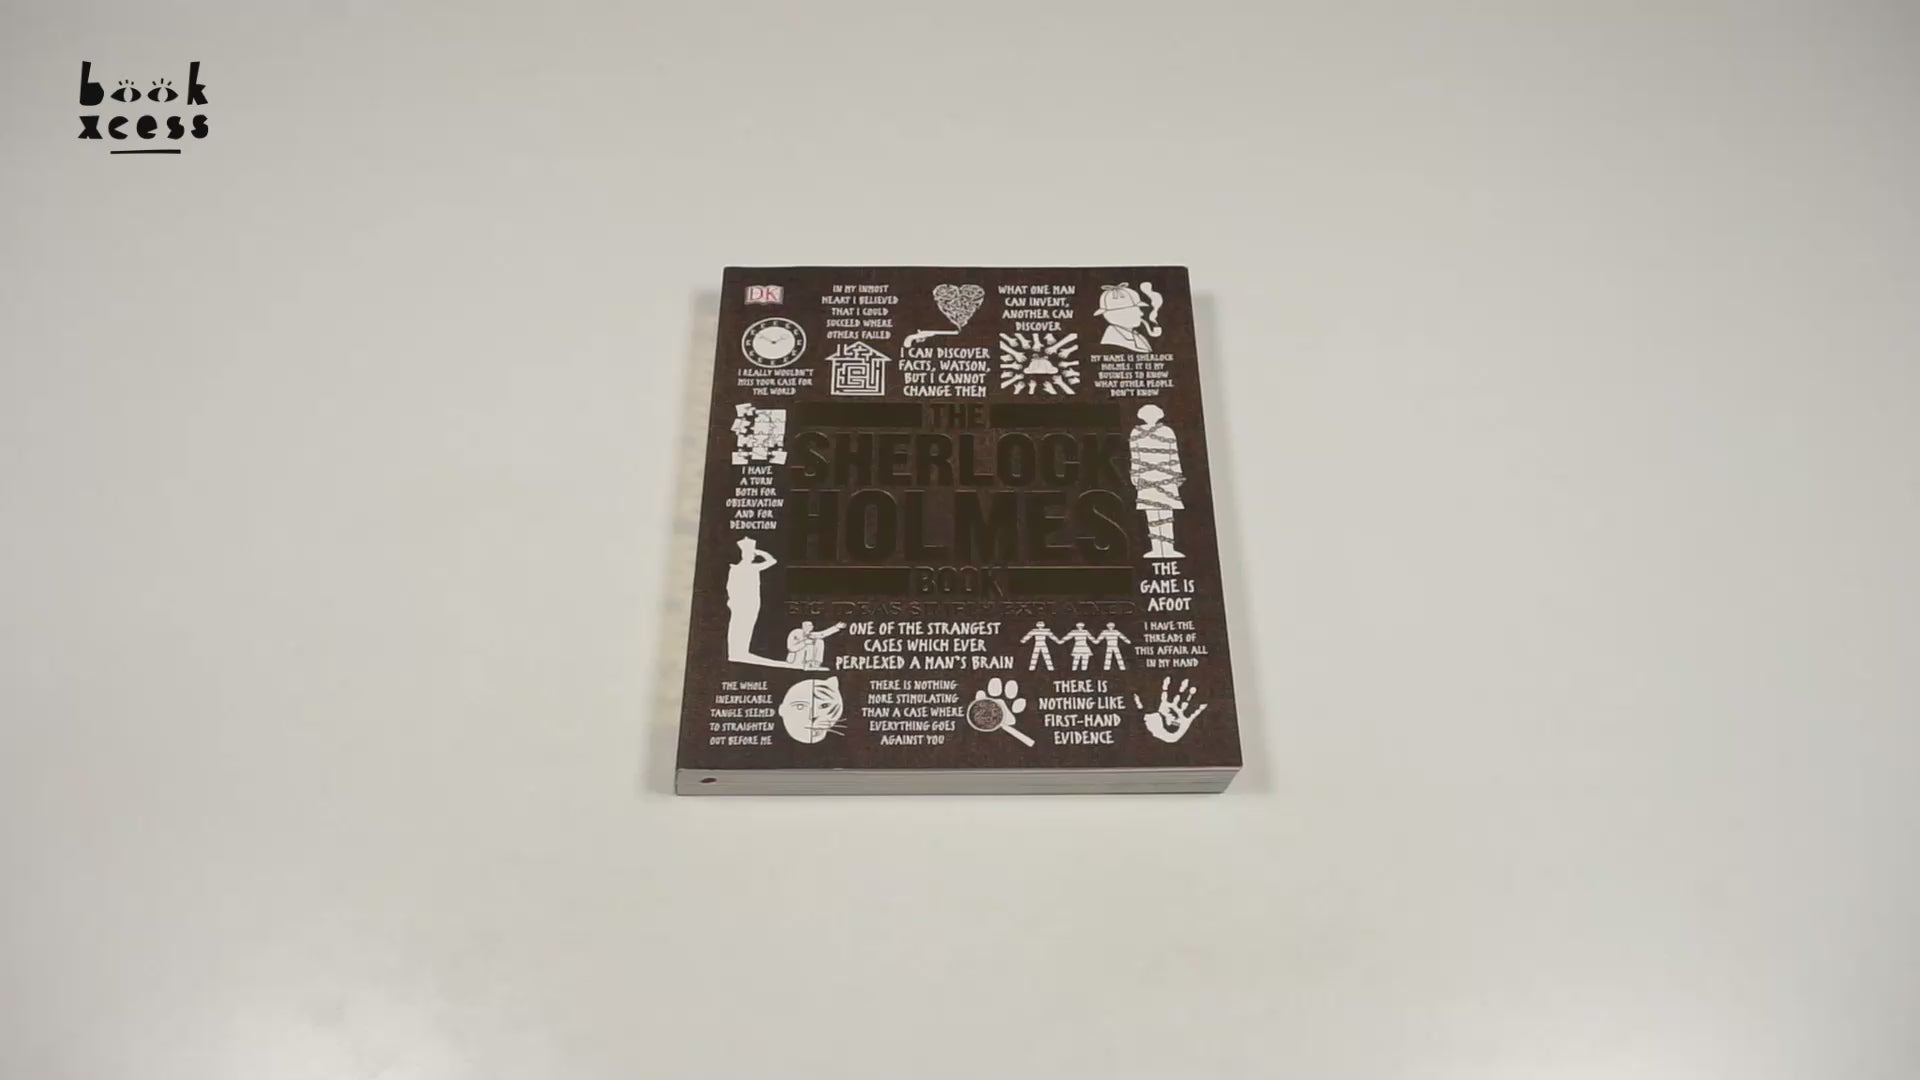 book
xcess
DK
IN MY INMOST
HEART I BELIEVED
THAT I COULD
SUCCEED WHERE
OTHERS FAILED
WHAT ONE MAN
CAN INVENT,
ANOTHER CAN
DISCOVER
I REALLY WOULDN'T
MISS YOUR CASE FOR
THE WORLD
I CAN DISCOVER
FACTS, WATSON,
BUT I CANNOT
CHANGE THEM
MY NAME IS SHERLOCK
HOLMES. IT IS MY
BUSINESS TO KNOW
WHAT OTHER PEOPLE
DON'T KNOW
THE
SHERLOCK
HOLMES
BOOK
BIG IDEAS SIMPLY EXPLAINED
I HAVE
A TURN
BOTH FOR
OBSERVATION
AND FOR
DEDUCTION
THE
GAME IS
AFOOT
ONE OF THE STRANGEST
CASES WHICH EVER
PERPLEXED A MAN'S BRAIN
I HAVE THE
THREADS OF
THIS AFFAIR ALL
IN MY HAND
THE WHOLE
INEXPLICABLE
TANGLE SEEMED
TO STRAIGHTEN
OUT BEFORE ME
THERE IS NOTHING
MORE STIMULATING
THAN A CASE WHERE
EVERYTHING GOES
AGAINST YOU
THERE IS
NOTHING LIKE
FIRST-HAND
EVIDENCE